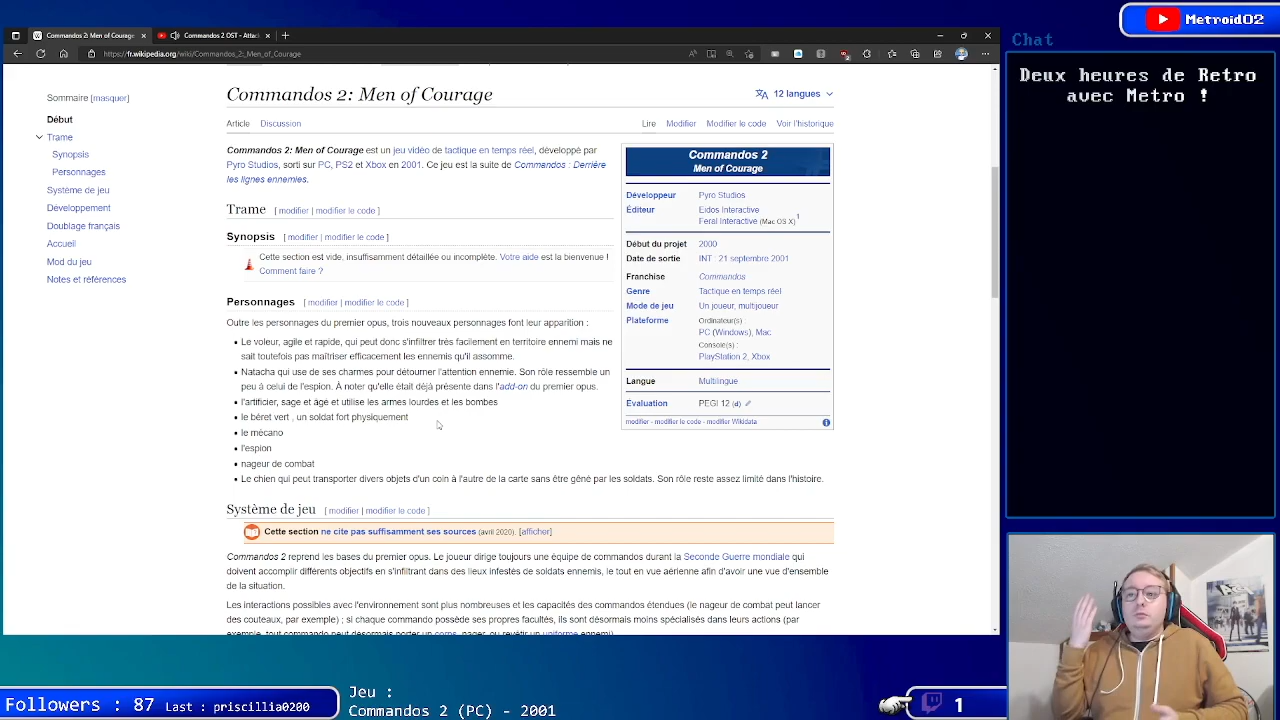 Metroid02
Commandos 2: Men of Courage
Commandos 2 OST - Attac
https://fr.wikipedia.org/wiki/Commandos_2:_Men_of_Courage
Chat
Deux heures de Retro
avec Metro !
Sommaire [masquer]
Début
Trame
Synopsis
Personnages
Système de jeu
Développement
Doublage français
Accueil
Mod du jeu
Notes et références
Commandos 2: Men of Courage
12 langues
Article Discussion
Lire Modifier Modifier le code Voir l'historique
Commandos 2: Men of Courage est un jeu vidéo de tactique en temps réel, développé par
Pyro Studios, sorti sur PC, PS2 et Xbox en 2001. Ce jeu est la suite de Commandos : Derrière
les lignes ennemies.
Trame [ modifier | modifier le code ]
Synopsis [ modifier | modifier le code ]
Cette section est vide, insuffisamment détaillée ou incomplète. Votre aide est la bienvenue !
Comment faire ?
Personnages [ modifier | modifier le code ]
Outre les personnages du premier opus, trois nouveaux personnages font leur apparition :
Le voleur, agile et rapide, qui peut donc s'infiltrer très facilement en territoire ennemi mais ne
sait toutefois pas maîtriser efficacement les ennemis qu'il assomme.
Natacha qui use de ses charmes pour détourner l'attention ennemie. Son rôle ressemble un
peu à celui de l'espion. À noter qu'elle était déjà présente dans l'add-on du premier opus.
l'artificier, sage et âgé et utilise les armes lourdes et les bombes
le béret vert , un soldat fort physiquement
le mécano
l'espion
nageur de combat
Le chien qui peut transporter divers objets d'un coin à l'autre de la carte sans être gêné par les soldats. Son rôle reste assez limité dans l'histoire.
Commandos 2
Men of Courage
Développeur Pyro Studios
Éditeur Eidos Interactive
Feral Interactive (Mac OS X)1
Début du projet 2000
Date de sortie INT : 21 septembre 2001
Franchise Commandos
Genre Tactique en temps réel
Mode de jeu Un joueur, multijoueur
Plateforme Ordinateur(s) :
PC (Windows), Mac
Console(s) :
PlayStation 2, Xbox
Langue Multilingue
Évaluation PEGI 12 (d)
modifier - modifier le code - modifier Wikidata
Système de jeu [ modifier | modifier le code ]
Cette section ne cite pas suffisamment ses sources (avril 2020). [afficher]
Commandos 2 reprend les bases du premier opus. Le joueur dirige toujours une équipe de commandos durant la Seconde Guerre mondiale qui
doivent accomplir différents objectifs en s'infiltrant dans des lieux infestés de soldats ennemis, le tout en vue aérienne afin d'avoir une vue d'ensemble
de la situation.
Les interactions possibles avec l'environnement sont plus nombreuses et les capacités des commandos étendues (le nageur de combat peut lancer
des couteaux, par exemple) ; si chaque commando possède ses propres facultés, ils sont désormais moins spécialisés dans leurs actions (par
exemple, tout commando peut désormais porter un corps, nager, ou revêtir un uniforme ennemi).
Followers : 87 Last : priscillia0200
Jeu :
Commandos 2 (PC) - 2001
1